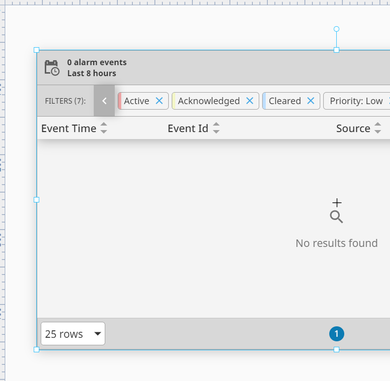 0 alarm events
Last 8 hours
FILTERS (7): Active Acknowledged Cleared Priority: Low
Event Time Event Id Source
No results found
25 rows 1